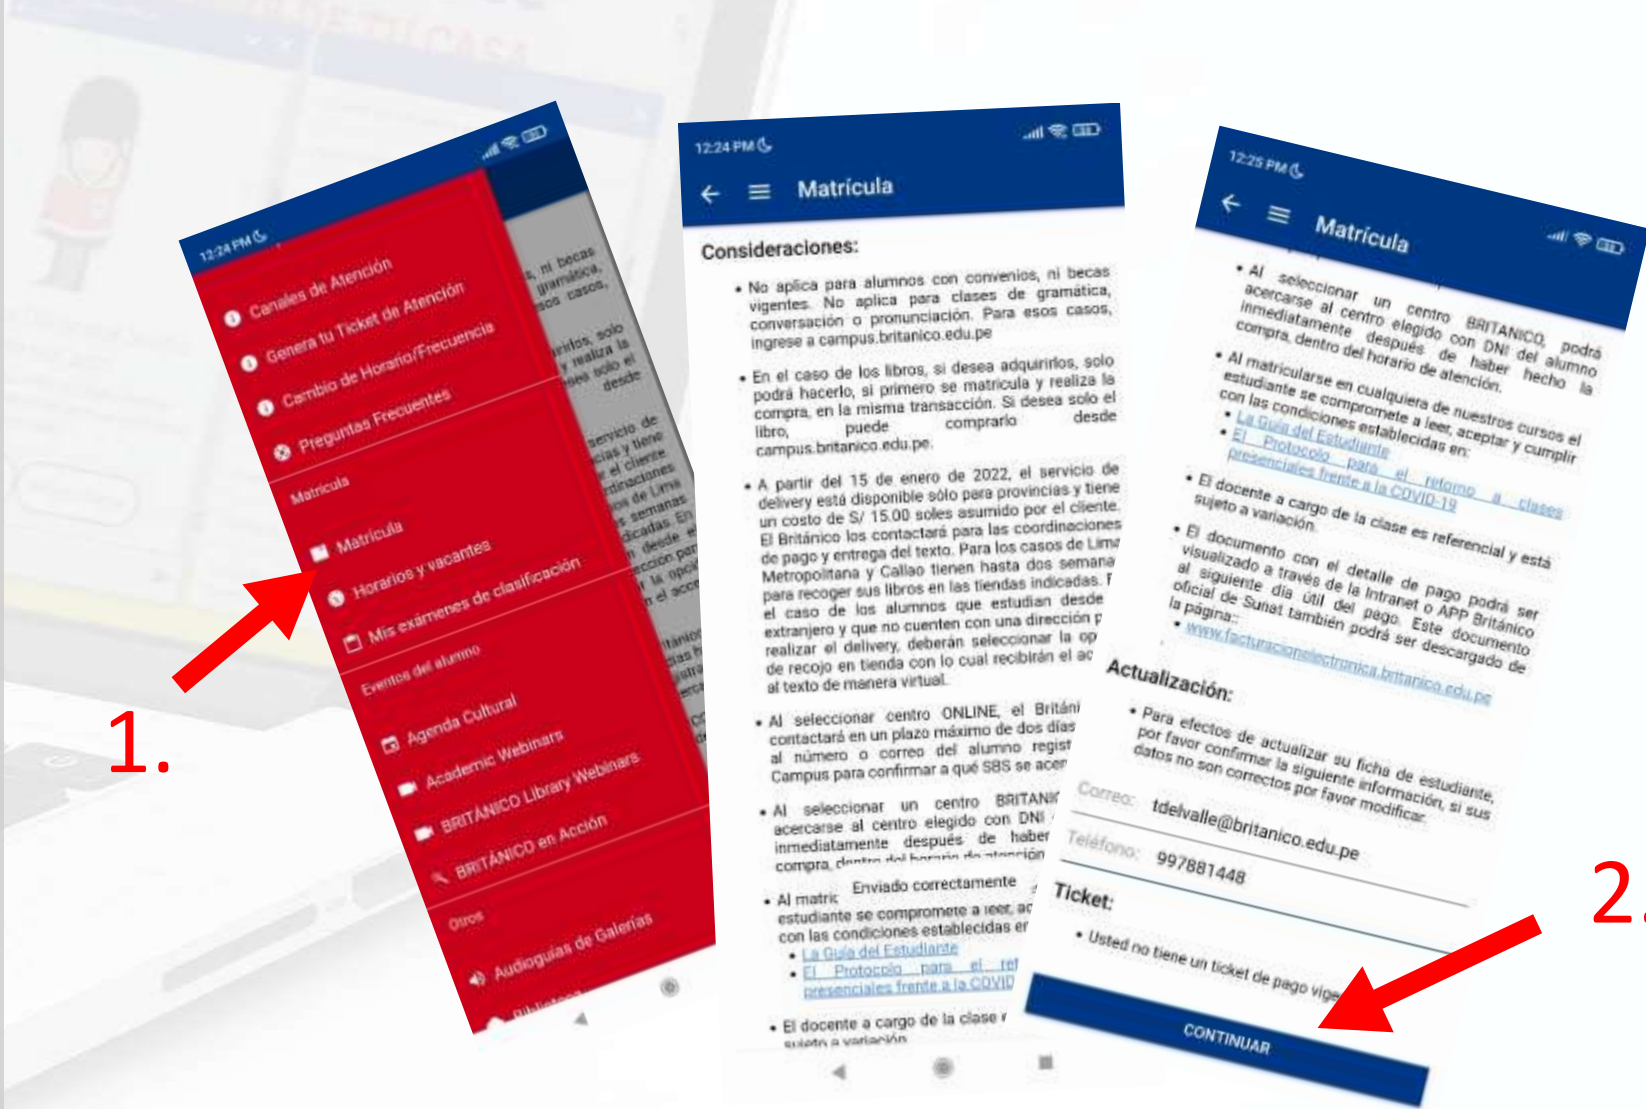 1.
12:24 PM
Canales de Atención
Genera tu Ticket de Atención
Cambio de Horario/Frecuencia
Preguntas Frecuentes
Matrícula
Matrícula
Horarios y vacantes
Mis exámenes de clasificación
Eventos del alumno
Agenda Cultural
Academic Webinars
BRITÁNICO Library Webinars
BRITÁNICO en Acción
Otros
Audioguías de Galerías
12:24 PM
Matrícula
Consideraciones:
• No aplica para alumnos con convenios, ni becas
vigentes. No aplica para clases de gramática,
conversación o pronunciación. Para esos casos,
ingrese a campus.britanico.edu.pe
• En el caso de los libros, si desea adquirirlos, solo
podrá hacerlo, si primero se matricula y realiza la
compra, en la misma transacción. Si desea solo el
libro, puede comprarlo desde
campus.britanico.edu.pe.
• A partir del 15 de enero de 2022, el servicio de
delivery está disponible sólo para provincias y tiene
un costo de S/ 15.00 soles asumido por el cliente.
El Británico los contactará para las coordinaciones
de pago y entrega del texto. Para los casos de Lima
Metropolitana y Callao tienen hasta dos semana
para recoger sus libros en las tiendas indicadas. E
el caso de los alumnos que estudian desde
extranjero y que no cuenten con una dirección p
realizar el delivery, deberán seleccionar la op
de recojo en tienda con lo cual recibirán el ac
al texto de manera virtual.
• Al seleccionar centro ONLINE, el Británi
contactará en un plazo máximo de dos días
al número o correo del alumno regist
Campus para confirmar a qué SBS se acer
• Al seleccionar un centro BRITANIC
acercarse al centro elegido con DNI
inmediatamente después de haber
compra, dentro del horario de atención
• Al matric
Enviado correctamente
estudiante se compromete a leer, ac
con las condiciones establecidas en
• La Guía del Estudiante
• El Protocolo para el ret
presenciales frente a la COVID
• El docente a cargo de la clase
sujeto a variación
12:25 PM
Matrícula
• Al seleccionar un centro BRITANICO, podrá
acercarse al centro elegido con DNI del alumno
inmediatamente después de haber hecho la
compra, dentro del horario de atención.
• Al matricularse en cualquiera de nuestros cursos el
estudiante se compromete a leer, aceptar y cumplir
con las condiciones establecidas en:
• La Guía del Estudiante
• El Protocolo para el retorno a clases
presenciales frente a la COVID-19
• El docente a cargo de la clase es referencial y está
sujeto a variación.
• El documento con el detalle de pago podrá ser
visualizado a través de la Intranet o APP Británico
al siguiente día útil del pago. Este documento
oficial de Sunat también podrá ser descargado de
la página::
• www.facturacionelectronica.britanico.edu.pe
Actualización:
• Para efectos de actualizar su ficha de estudiante,
por favor confirmar la siguiente información, si sus
datos no son correctos por favor modificar.
Correo: tdelvalle@britanico.edu.pe
Teléfono: 997881448
Ticket:
• Usted no tiene un ticket de pago vige
CONTINUAR
2.